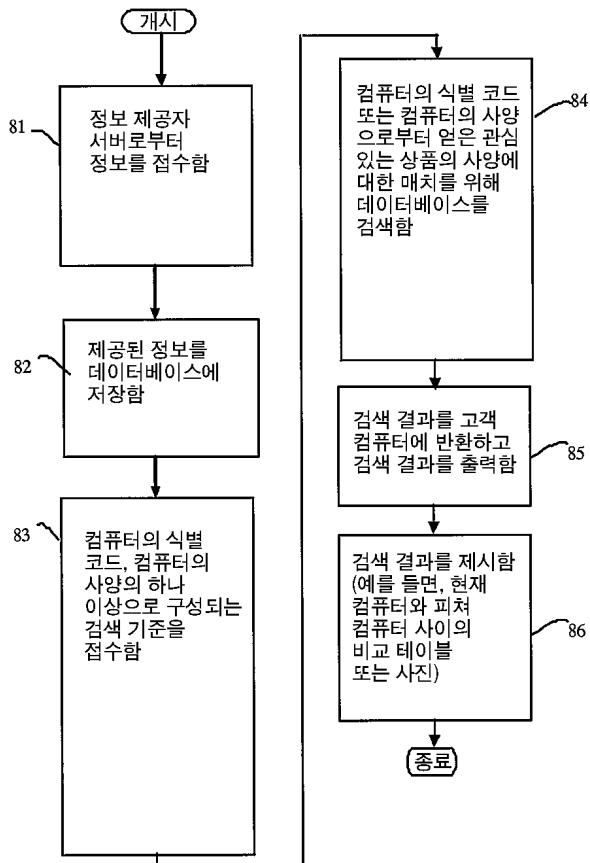 개시
81
정보 제공자
서버로부터
정보를 접수함
82
제공된 정보를
데이터베이스에
저장함
83
컴퓨터의 식별
코드, 컴퓨터의
사양의 하나
이상으로 구성되는
검색 기준을
접수함
84
컴퓨터의 식별 코드
또는 컴퓨터의 사양
으로부터 얻은 관심
있는 상품의 사양에
대한 매치를 위해
데이터베이스를
검색함
85
검색 결과를 고객
컴퓨터에 반환하고
검색 결과를 출력함
86
검색 결과를 제시함
(예를 들면, 현재
컴퓨터와 피쳐
컴퓨터 사이의
비교 테이블
또는 사진)
종료